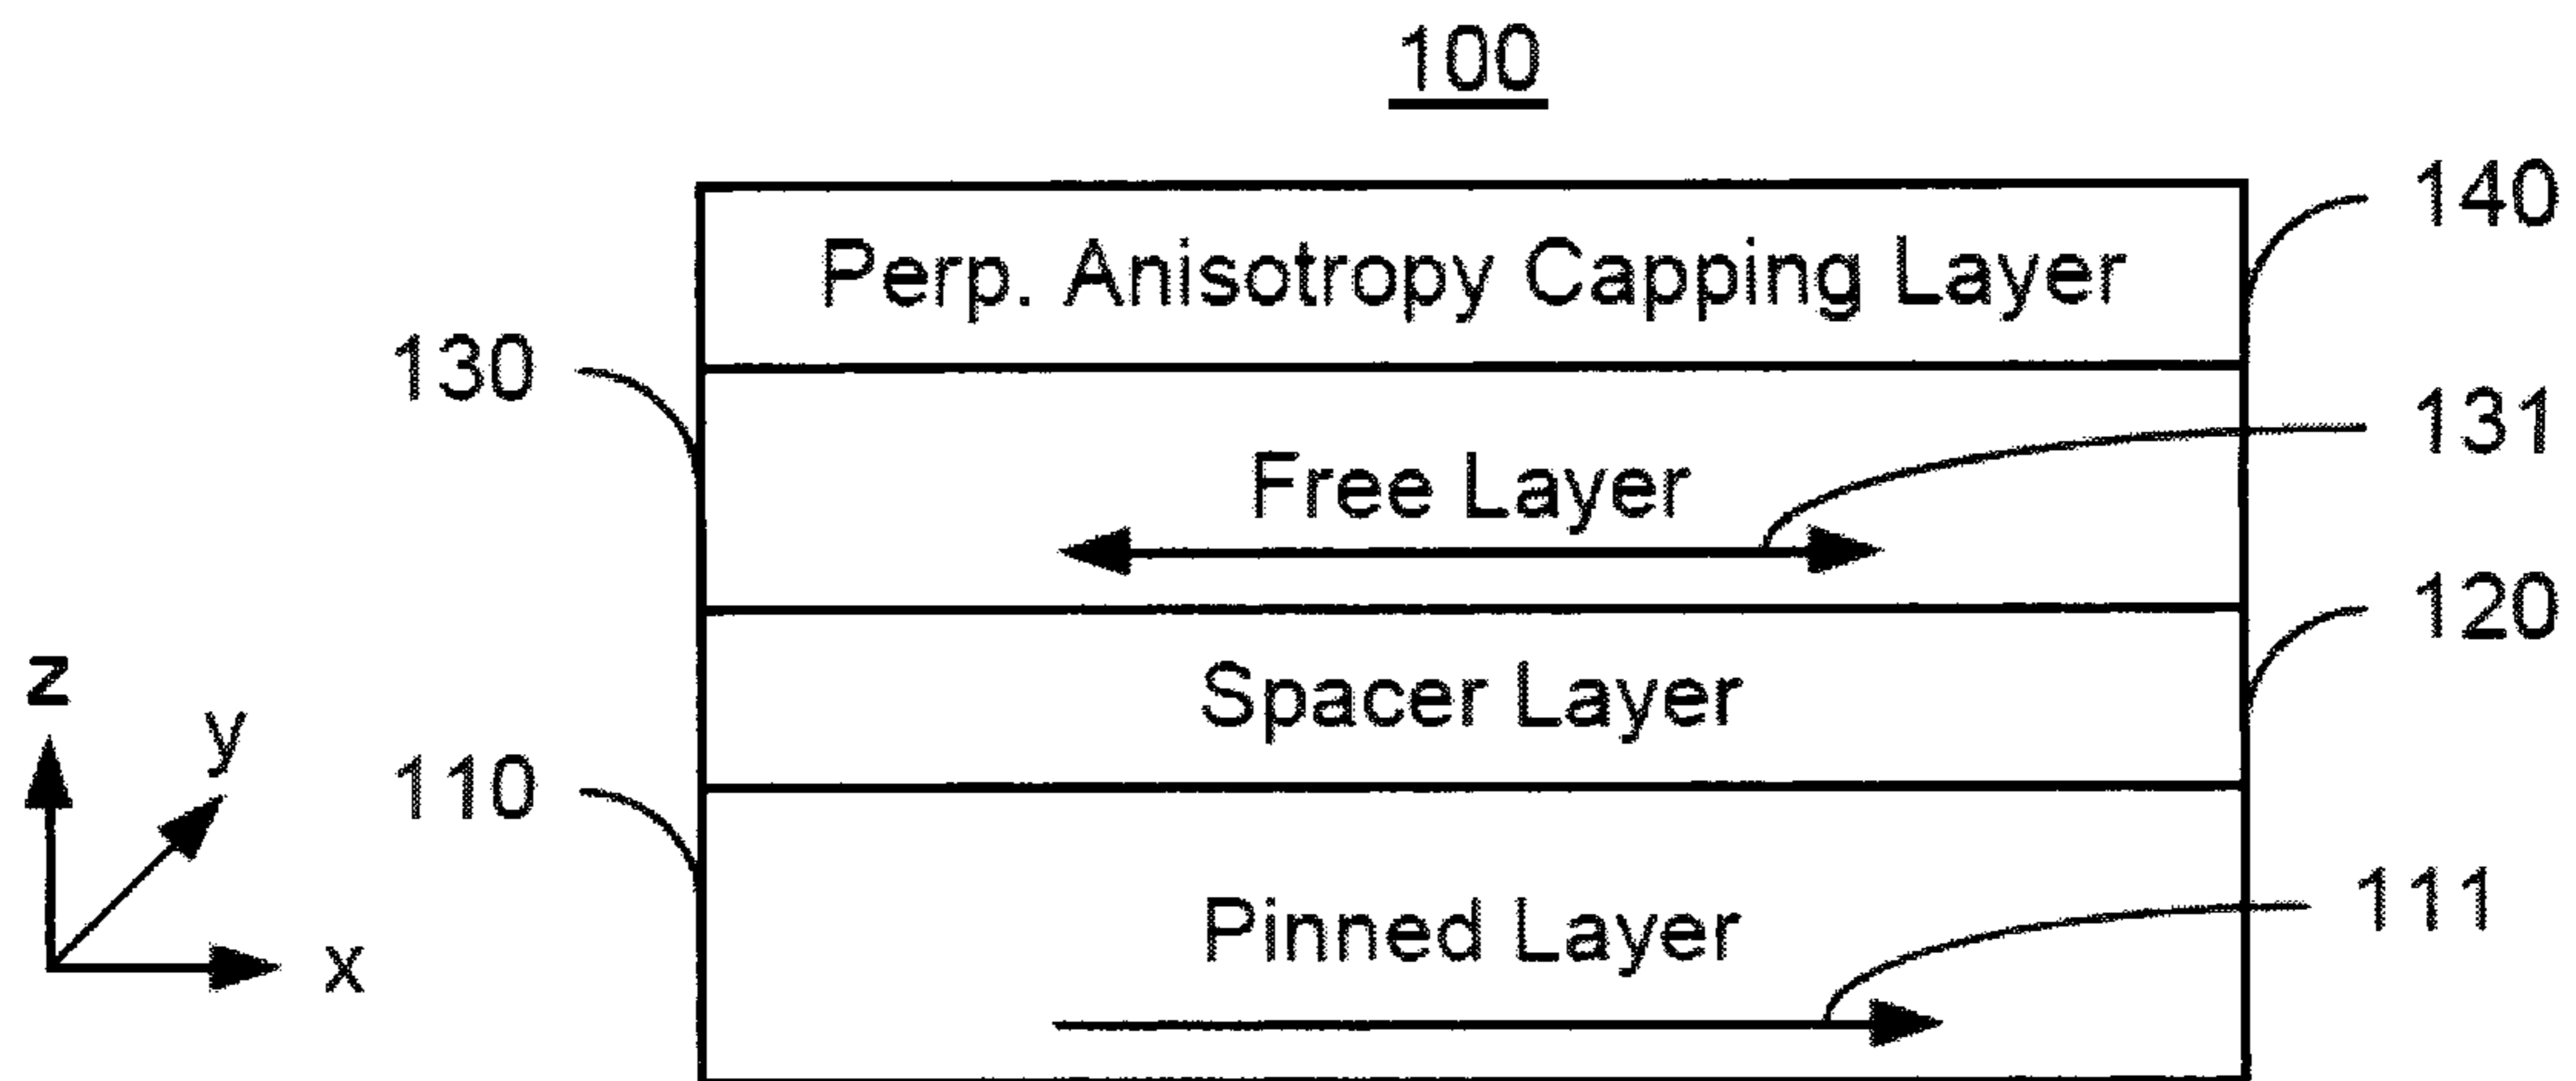 100
140
Perp. Anisotropy Capping Layer
130
131
Free Layer
120
z
Spacer Layer
y
110
111
Pinned Layer
x